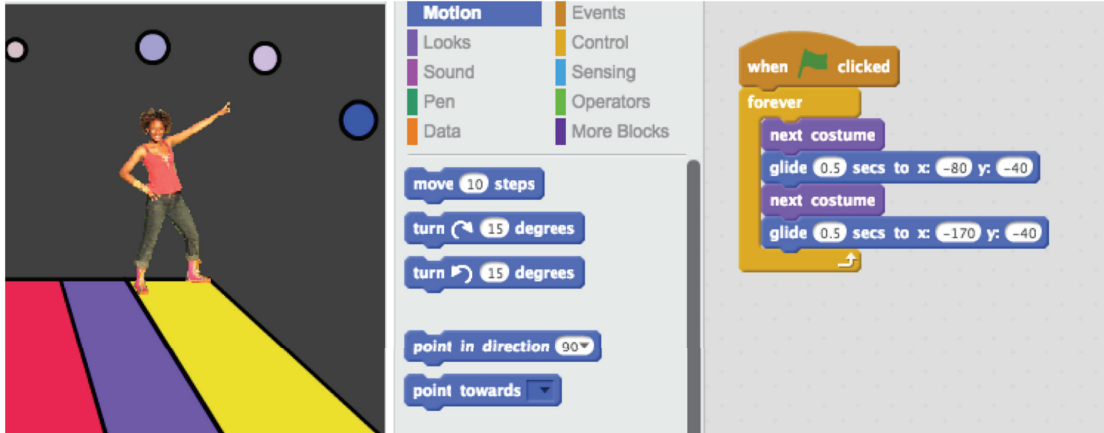 Motion
Looks
Sound
Pen
Data
Events
Control
Sensing
Operators
More Blocks
move 10 steps
turn 15 degrees
turn 15 degrees
point in direction 90
point towards
when clicked
forever
next costume
glide 0.5 secs to x: -80 y: -40
next costume
glide 0.5 secs to x: -170 y: -40